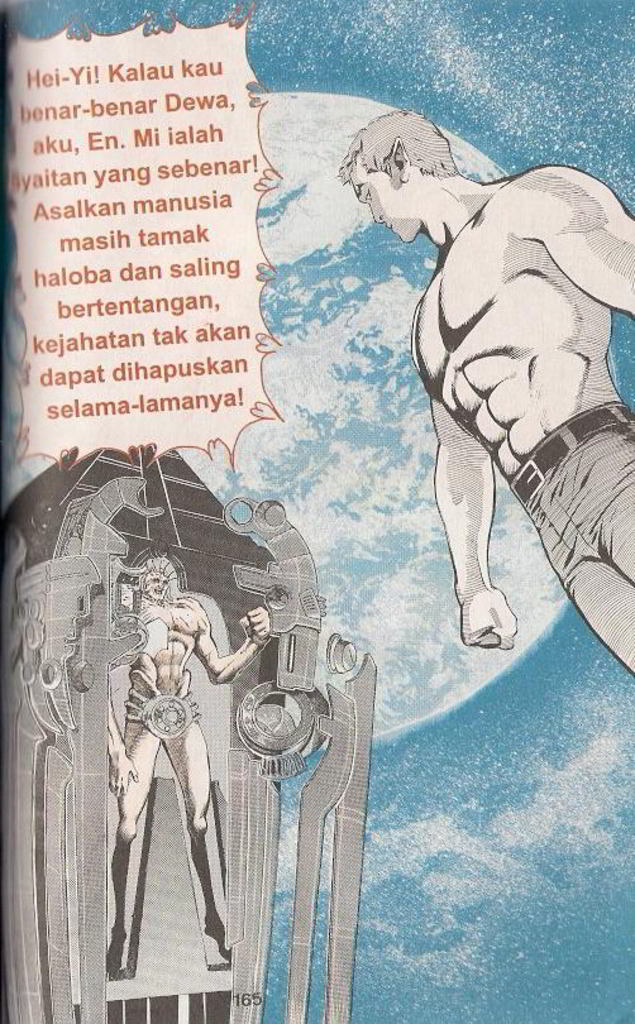 Hei-Yi! Kalau kau
benar-benar Dewa,
aku, En. Mi ialah
syaitan yang sebenar!
Asalkan manusia
masih tamak
haloba dan saling
bertentangan,
kejahatan tak akan
dapat dihapuskan
selama-lamanya!
165